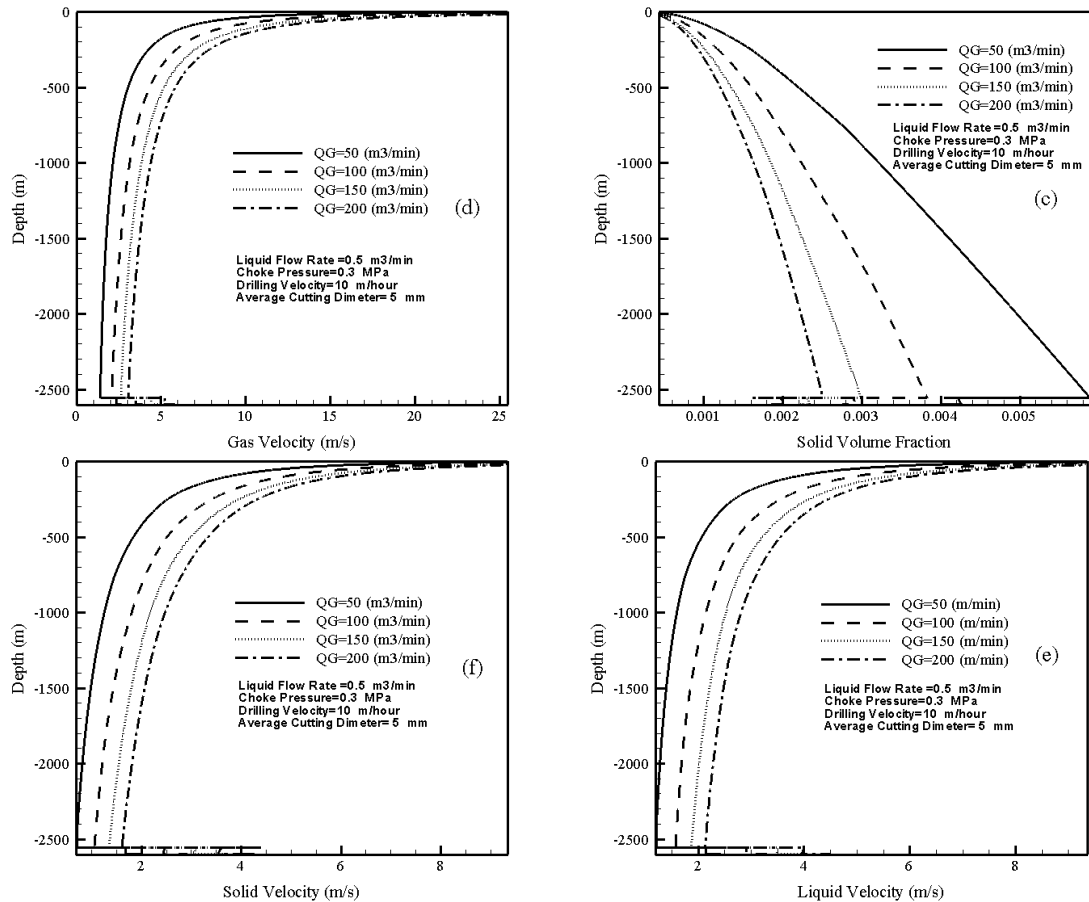 0
-500
-1000
-1500
-2000
-2500
Depth (m)
QG=50 (m3/min)
QG=100 (m3/min)
QG=150 (m3/min)
QG=200 (m3/min)
(d)
Liquid Flow Rate =0.5 m3/min
Choke Pressure=0.3 MPa
Drilling Velocity=10 m/hour
Average Cutting Dimeter= 5 mm
0 5 10 15 20 25
Gas Velocity (m/s)
0
-500
-1000
-1500
-2000
-2500
Depth (m)
QG=50 (m3/min)
QG=100 (m3/min)
QG=150 (m3/min)
QG=200 (m3/min)
Liquid Flow Rate =0.5 m3/min
Choke Pressure=0.3 MPa
Drilling Velocity=10 m/hour
Average Cutting Dimeter= 5 mm
(c)
0.001 0.002 0.003 0.004 0.005
Solid Volume Fraction
0
-500
-1000
-1500
-2000
-2500
Depth (m)
QG=50 (m3/min)
QG=100 (m3/min)
QG=150 (m3/min)
QG=200 (m3/min)
(f)
Liquid Flow Rate =0.5 m3/min
Choke Pressure=0.3 MPa
Drilling Velocity=10 m/hour
Average Cutting Dimeter= 5 mm
2 4 6 8
Solid Velocity (m/s)
0
-500
-1000
-1500
-2000
-2500
Depth (m)
QG=50 (m/min)
QG=100 (m/min)
QG=150 (m/min)
QG=200 (m/min)
(e)
Liquid Flow Rate =0.5 m3/min
Choke Pressure=0.3 MPa
Drilling Velocity=10 m/hour
Average Cutting Dimeter= 5 mm
2 4 6 8
Liquid Velocity (m/s)